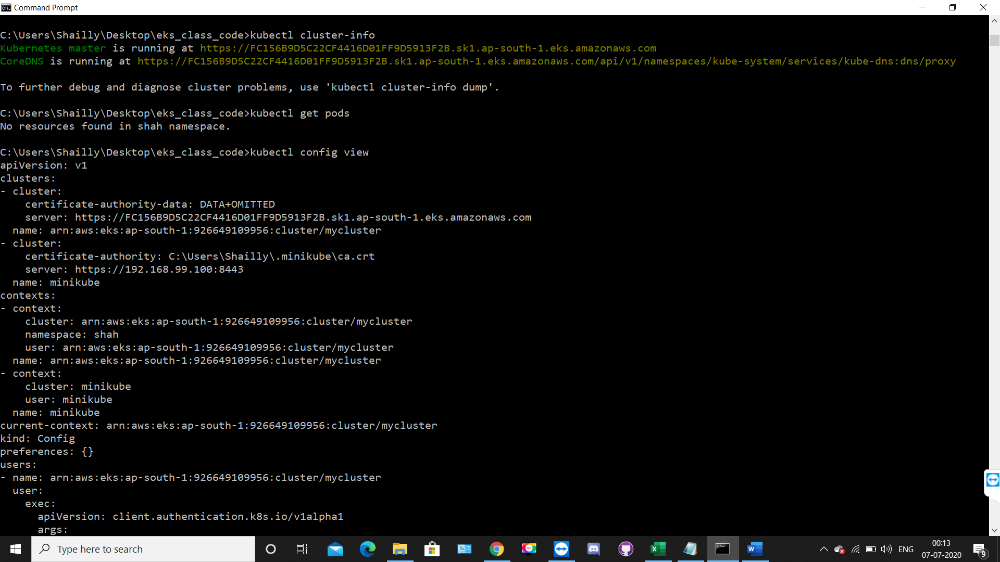 Command Prompt
C:\Users\Shailly\Desktop\eks_class_code>kubectl cluster-info
Kubernetes master is running at https://FC156B9D5C22CF4416D01FF9D5913F2B.sk1.ap-south-1.eks.amazonaws.com
CoreDNS is running at https://FC156B9D5C22CF4416D01FF9D5913F2B.sk1.ap-south-1.eks.amazonaws.com/api/v1/namespaces/kube-system/services/kube-dns:dns/proxy
To further debug and diagnose cluster problems, use 'kubectl cluster-info dump'.
C:\Users\Shailly\Desktop\eks_class_code>kubectl get pods
No resources found in shah namespace.
C:\Users\Shailly\Desktop\eks_class_code>kubectl config view
apiVersion: v1
clusters:
- cluster:
    certificate-authority-data: DATA+OMITTED
    server: https://FC156B9D5C22CF4416D01FF9D5913F2B.sk1.ap-south-1.eks.amazonaws.com
  name: arn:aws:eks:ap-south-1:926649109956:cluster/mycluster
- cluster:
    certificate-authority: C:\Users\Shailly\.minikube\ca.crt
    server: https://192.168.99.100:8443
  name: minikube
contexts:
- context:
    cluster: arn:aws:eks:ap-south-1:926649109956:cluster/mycluster
    namespace: shah
    user: arn:aws:eks:ap-south-1:926649109956:cluster/mycluster
  name: arn:aws:eks:ap-south-1:926649109956:cluster/mycluster
- context:
    cluster: minikube
    user: minikube
  name: minikube
current-context: arn:aws:eks:ap-south-1:926649109956:cluster/mycluster
kind: Config
preferences: {}
users:
- name: arn:aws:eks:ap-south-1:926649109956:cluster/mycluster
  user:
    exec:
      apiVersion: client.authentication.k8s.io/v1alpha1
      args:
Type here to search
ENG
00:13
07-07-2020
9